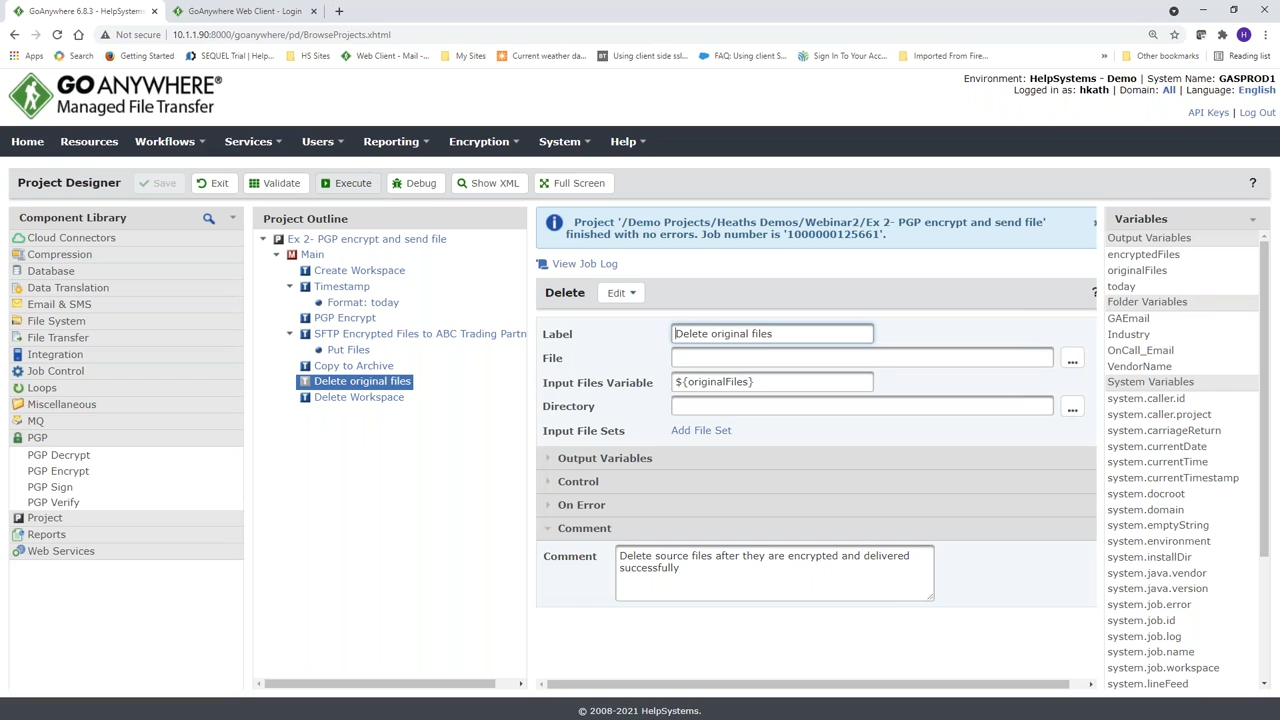 GoAnywhere 6.8.3 - HelpSystems
GoAnywhere Web Client - Login
Not secure | 10.1.1.90:8000/goanywhere/pd/BrowseProjects.xhtml
H
Apps
Search
Getting Started
SEQUEL Trial | Help...
HS Sites
Web Client - Mail -...
My Sites
Current weather da...
Using client side ssl...
FAQ: Using client S...
Sign In To Your Acc...
Imported From Fire...
»
Other bookmarks
Reading list
GO ANYWHERE®
Managed File Transfer
Environment: HelpSystems - Demo | System Name: GASPROD1
Logged in as: hkath | Domain: All | Language: English
API Keys | Log Out
Home Resources Workflows Services Users Reporting Encryption System Help
Project Designer Save Exit Validate Execute Debug Show XML Full Screen ?
Component Library
Cloud Connectors
Compression
Database
Data Translation
Email & SMS
File System
File Transfer
Integration
Job Control
Loops
Miscellaneous
MQ
PGP
PGP Decrypt
PGP Encrypt
PGP Sign
PGP Verify
Project
Reports
Web Services
Project Outline
Ex 2- PGP encrypt and send file
Main
Create Workspace
Timestamp
Format: today
PGP Encrypt
SFTP Encrypted Files to ABC Trading Partn
Put Files
Copy to Archive
Delete original files
Delete Workspace
Project '/Demo Projects/Heaths Demos/Webinar2/Ex 2- PGP encrypt and send file'
finished with no errors. Job number is '1000000125661'.
View Job Log
Delete Edit ?
Label Delete original files
File ...
Input Files Variable ${originalFiles}
Directory ...
Input File Sets Add File Set
Output Variables
Control
On Error
Comment
Comment Delete source files after they are encrypted and delivered
successfully
Variables
Output Variables
encryptedFiles
originalFiles
today
Folder Variables
GAEmail
Industry
OnCall_Email
VendorName
System Variables
system.caller.id
system.caller.project
system.carriageReturn
system.currentDate
system.currentTime
system.currentTimestamp
system.docroot
system.domain
system.emptyString
system.environment
system.installDir
system.java.vendor
system.java.version
system.job.error
system.job.id
system.job.log
system.job.name
system.job.workspace
system.lineFeed
© 2008-2021 HelpSystems.